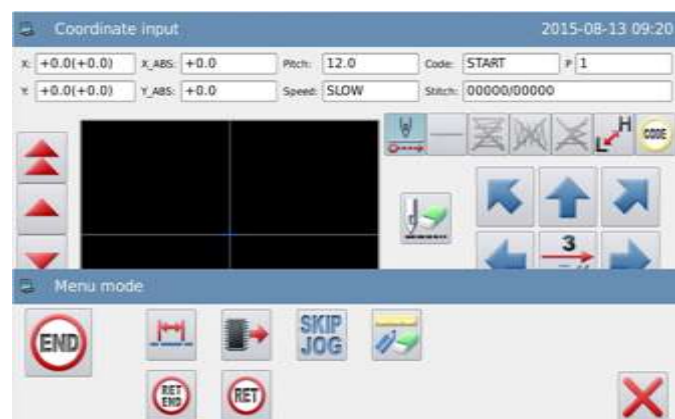 Coordinate input 2015-08-13 09:20
X: +0.0(+0.0) X_ABS: +0.0 Pitch: 12.0 Code: START P 1
Y: +0.0(+0.0) Y_ABS: +0.0 Speed: SLOW Stitch: 00000/00000
L H CODE
3
Menu mode
END SKIP JOG
RET END RET